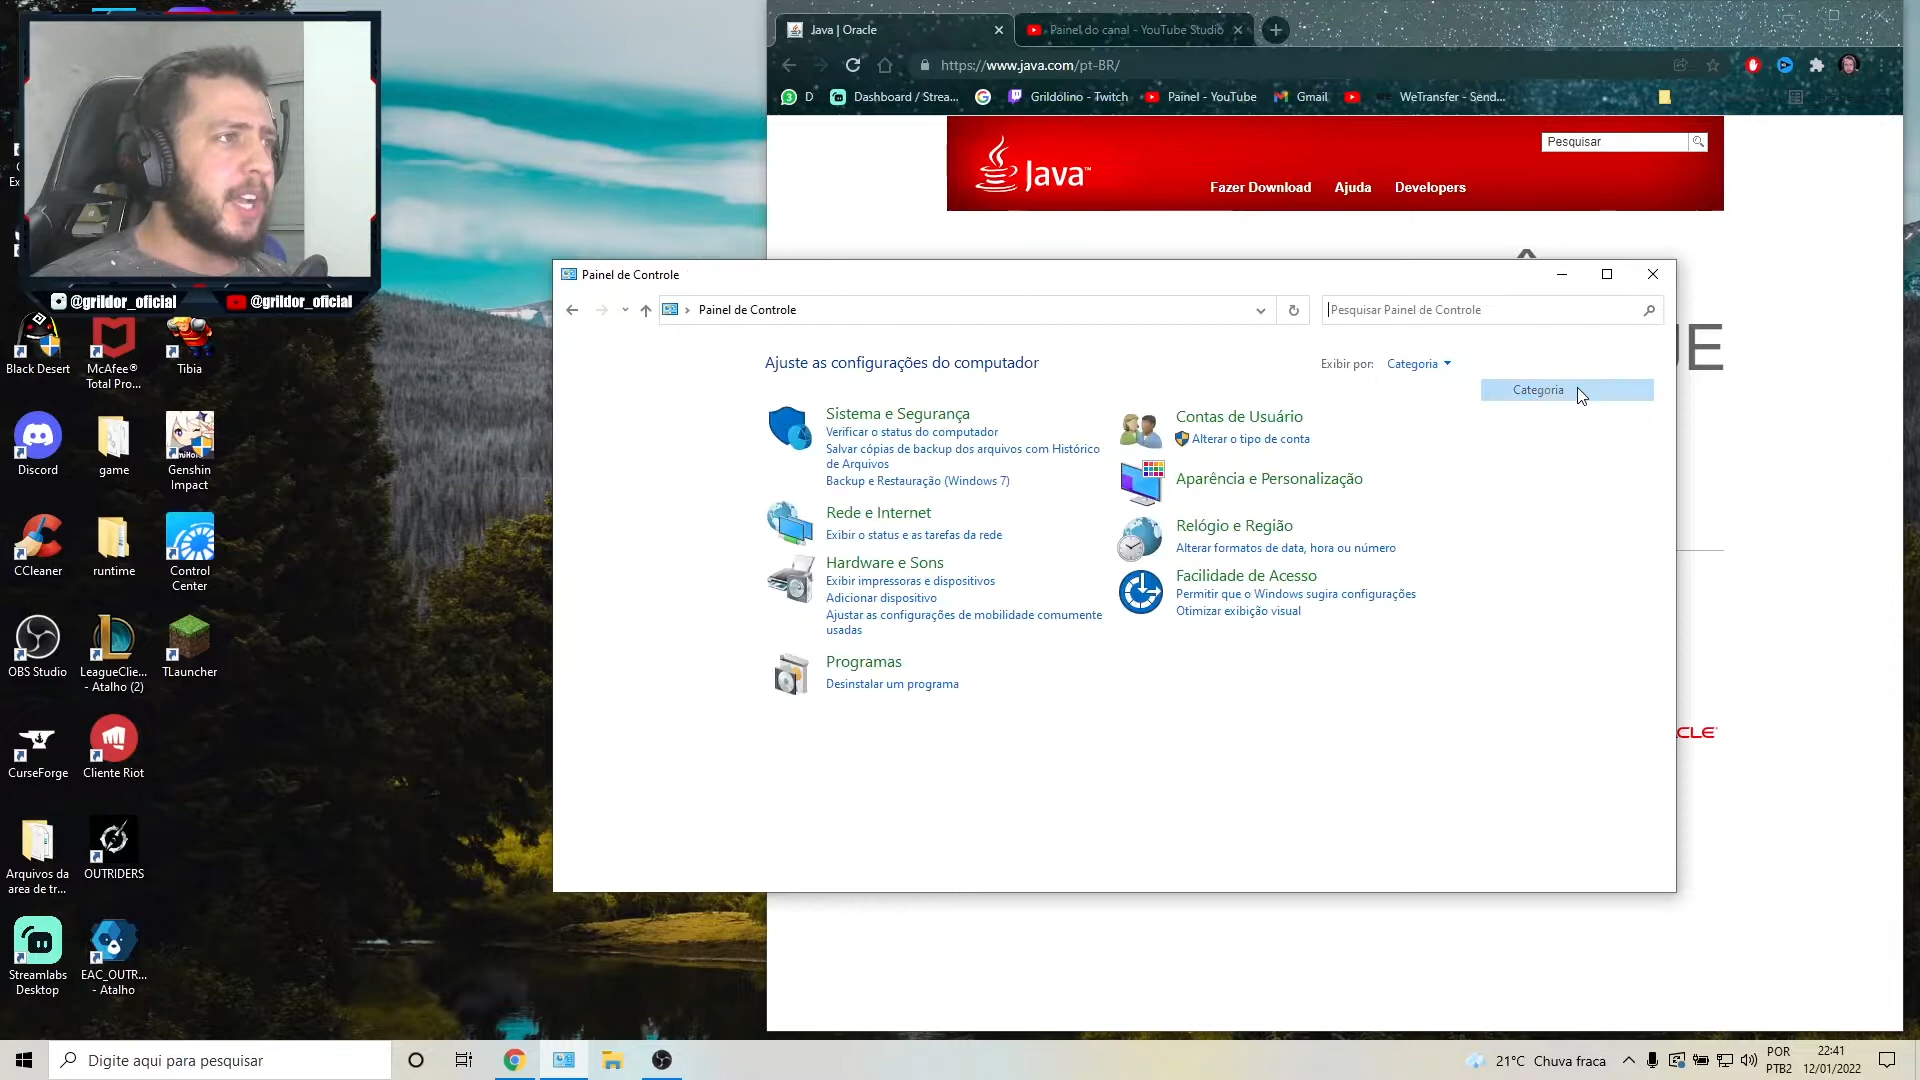 @grildor_oficial
@grildor_oficial
Black Desert
McAfee®
Total Pro...
Tibia
Discord
game
Genshin
Impact
CCleaner
runtime
Control
Center
OBS Studio
LeagueClie...
- Atalho (2)
TLauncher
CurseForge
Cliente Riot
Arquivos da
area de tr...
OUTRIDERS
Streamlabs
Desktop
EAC_OUTR...
- Atalho
Java | Oracle
Painel do canal - YouTube Studio
https://www.java.com/pt-BR/
D
Dashboard / Strea...
Grildolino - Twitch
Painel - YouTube
Gmail
WeTransfer - Send...
Java™
Pesquisar
Fazer Download
Ajuda
Developers
Painel de Controle
Painel de Controle
Pesquisar Painel de Controle
Ajuste as configurações do computador
Exibir por:
Categoria
Categoria
Sistema e Segurança
Verificar o status do computador
Salvar cópias de backup dos arquivos com Histórico
de Arquivos
Backup e Restauração (Windows 7)
Rede e Internet
Exibir o status e as tarefas da rede
Hardware e Sons
Exibir impressoras e dispositivos
Adicionar dispositivo
Ajustar as configurações de mobilidade comumente
usadas
Programas
Desinstalar um programa
Contas de Usuário
Alterar o tipo de conta
Aparência e Personalização
Relógio e Região
Alterar formatos de data, hora ou número
Facilidade de Acesso
Permitir que o Windows sugira configurações
Otimizar exibição visual
Digite aqui para pesquisar
21°C Chuva fraca
POR
PTB2
22:41
12/01/2022